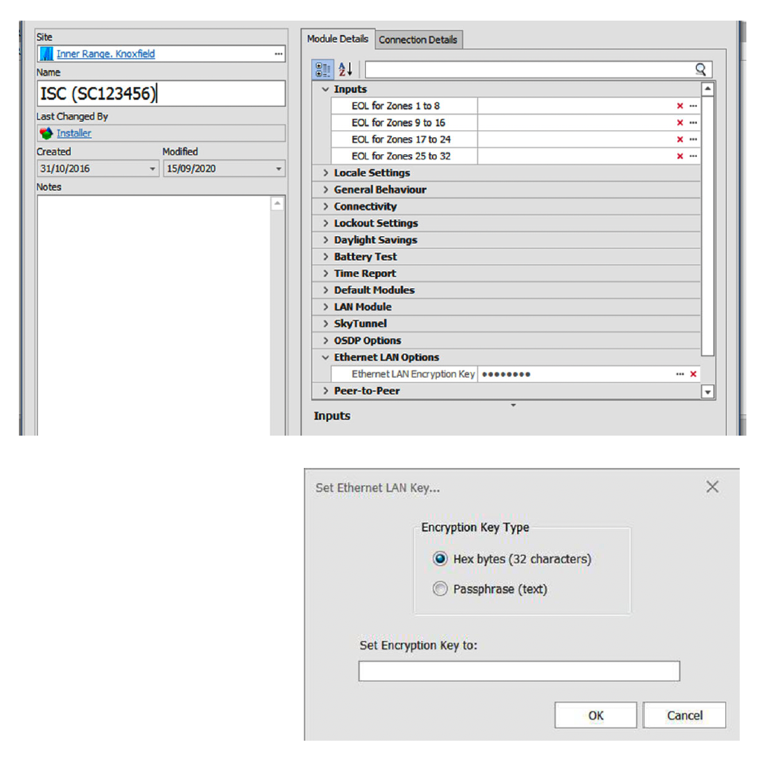 Site
Inner Range, Knoxfield
Name
ISC (SC123456)
Last Changed By
Installer
Created Modified
31/10/2016 15/09/2020
Notes
Module Details Connection Details
Inputs
EOL for Zones 1 to 8
EOL for Zones 9 to 16
EOL for Zones 17 to 24
EOL for Zones 25 to 32
Locale Settings
General Behaviour
Connectivity
Lockout Settings
Daylight Savings
Battery Test
Time Report
Default Modules
LAN Module
SkyTunnel
OSDP Options
Ethernet LAN Options
Ethernet LAN Encryption Key ●●●●●●●●
Peer-to-Peer
Inputs
Set Ethernet LAN Key...
Encryption Key Type
Hex bytes (32 characters)
Passphrase (text)
Set Encryption Key to:
OK Cancel